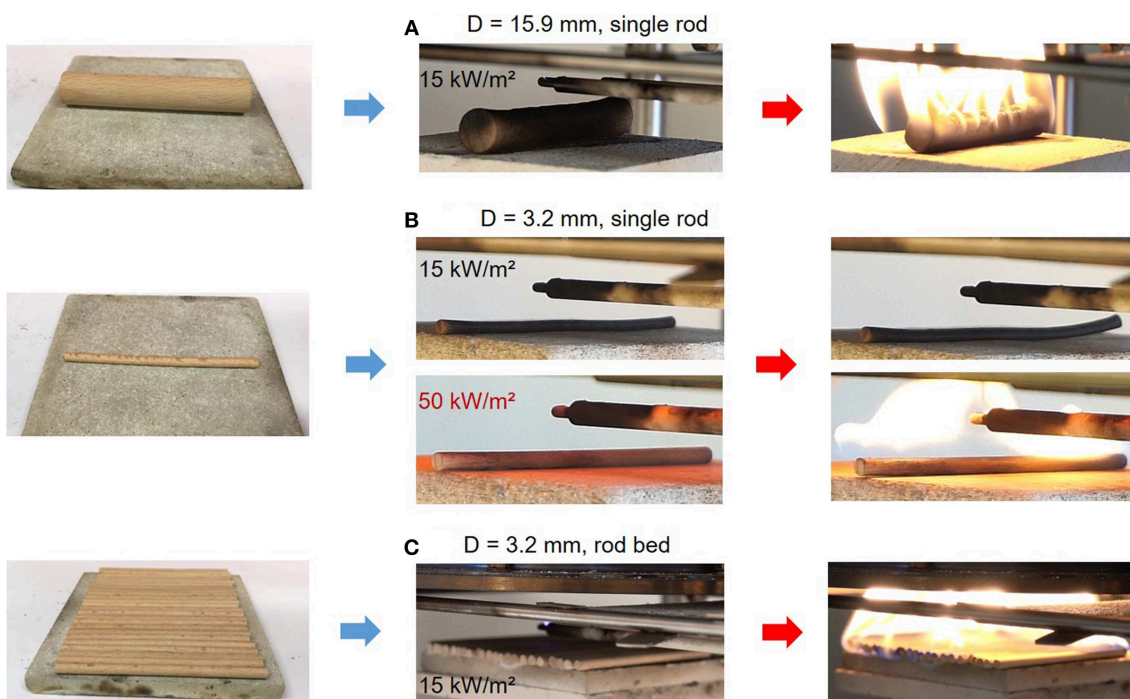 A D = 15.9 mm, single rod
15 kW/m²
B D = 3.2 mm, single rod
15 kW/m²
50 kW/m²
C D = 3.2 mm, rod bed
15 kW/m²